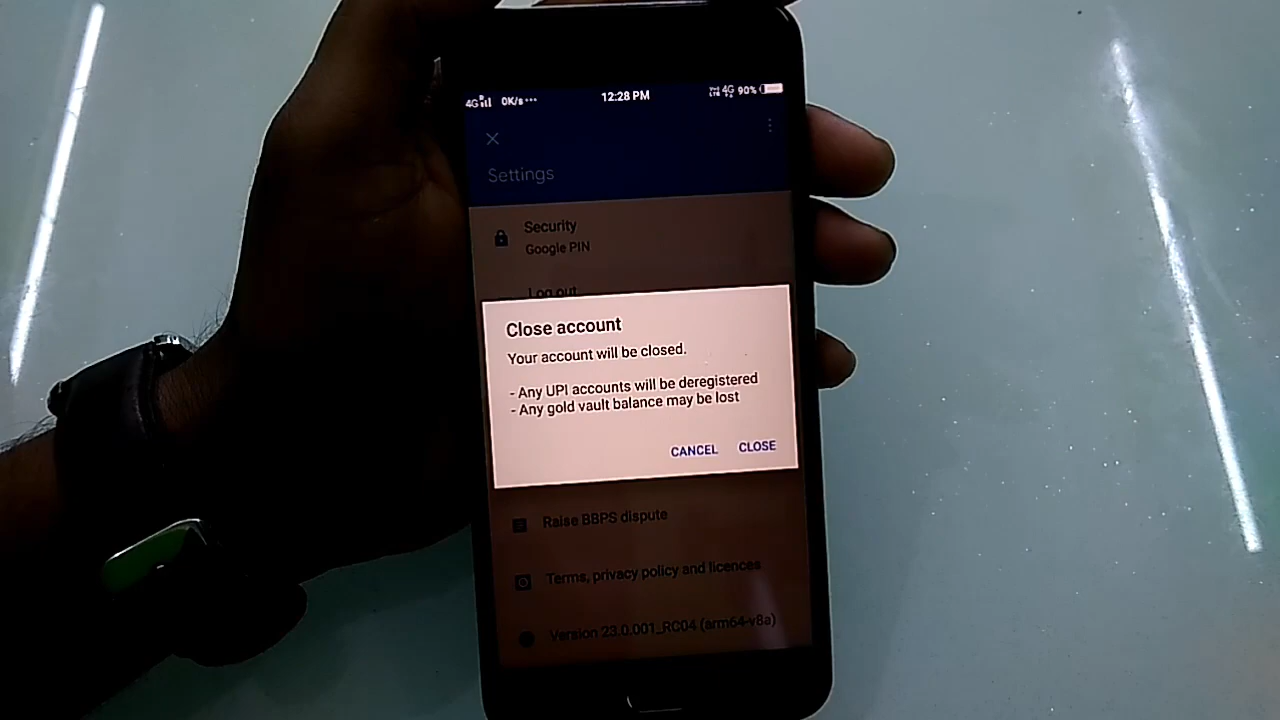 4G R 0K/s... 12:28 PM VoLTE 4G 90%
Settings
Security
Google PIN
Log out
Close account
Your account will be closed.
- Any UPI accounts will be deregistered
- Any gold vault balance may be lost
CANCEL CLOSE
Raise BBPS dispute
Terms, privacy policy and licences
Version 23.0.001_RC04 (arm64-v8a)